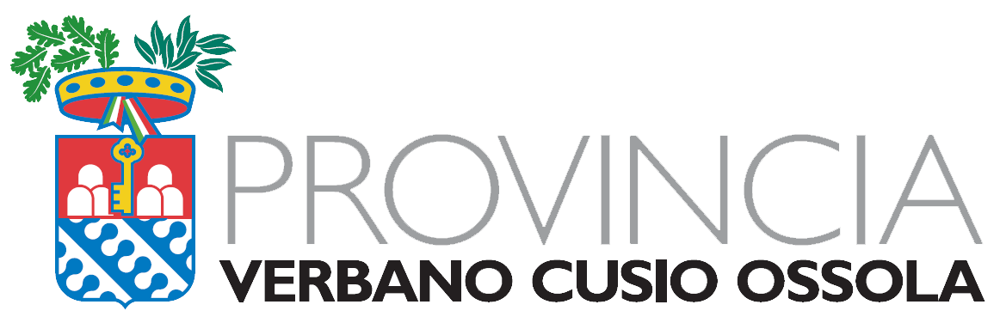 PROVINCIA
VERBANO CUSIO OSSOLA